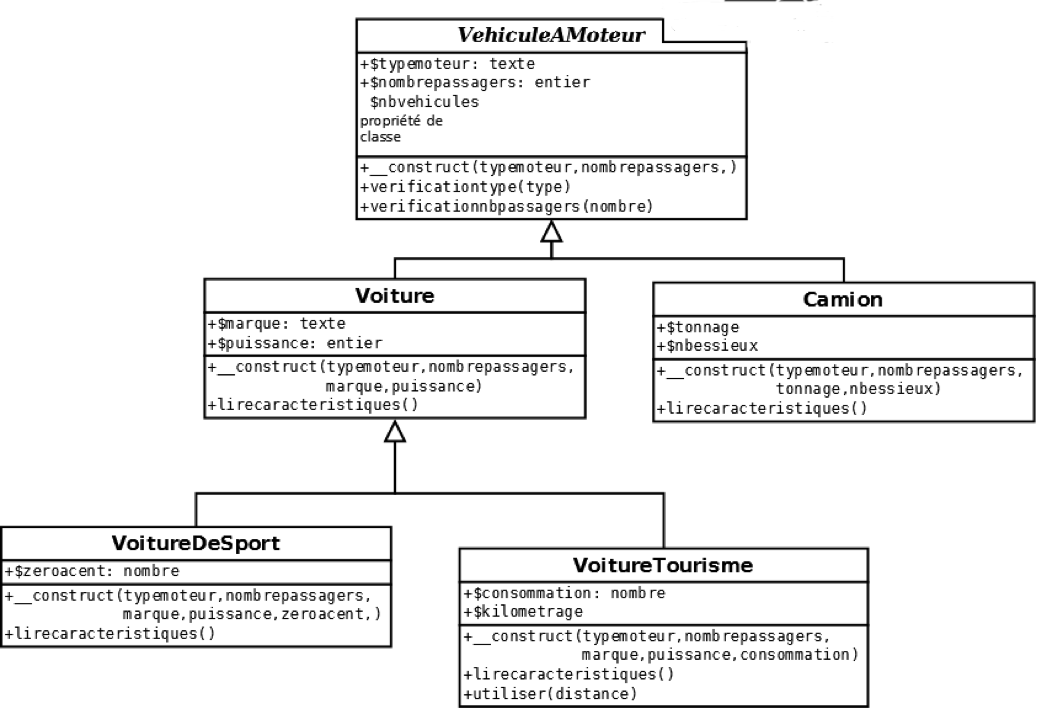 VehiculeAMoteur
+$typemoteur: texte
+$nombrepassagers: entier
$nbvehicules
propriété de
classe
+__construct(typemoteur,nombrepassagers,)
+verificationtype(type)
+verificationnbpassagers(nombre)
Voiture
+$marque: texte
+$puissance: entier
+__construct(typemoteur,nombrepassagers,
marque,puissance)
+lirecaracteristiques()
Camion
+$tonnage
+$nbessieux
+__construct(typemoteur,nombrepassagers,
tonnage,nbessieux)
+lirecaracteristiques()
VoitureDeSport
+$zeroacent: nombre
+__construct(typemoteur,nombrepassagers,
marque,puissance,zeroacent,)
+lirecaracteristiques()
VoitureTourisme
+$consommation: nombre
+$kilometrage
+__construct(typemoteur,nombrepassagers,
marque,puissance,consommation)
+lirecaracteristiques()
+utiliser(distance)